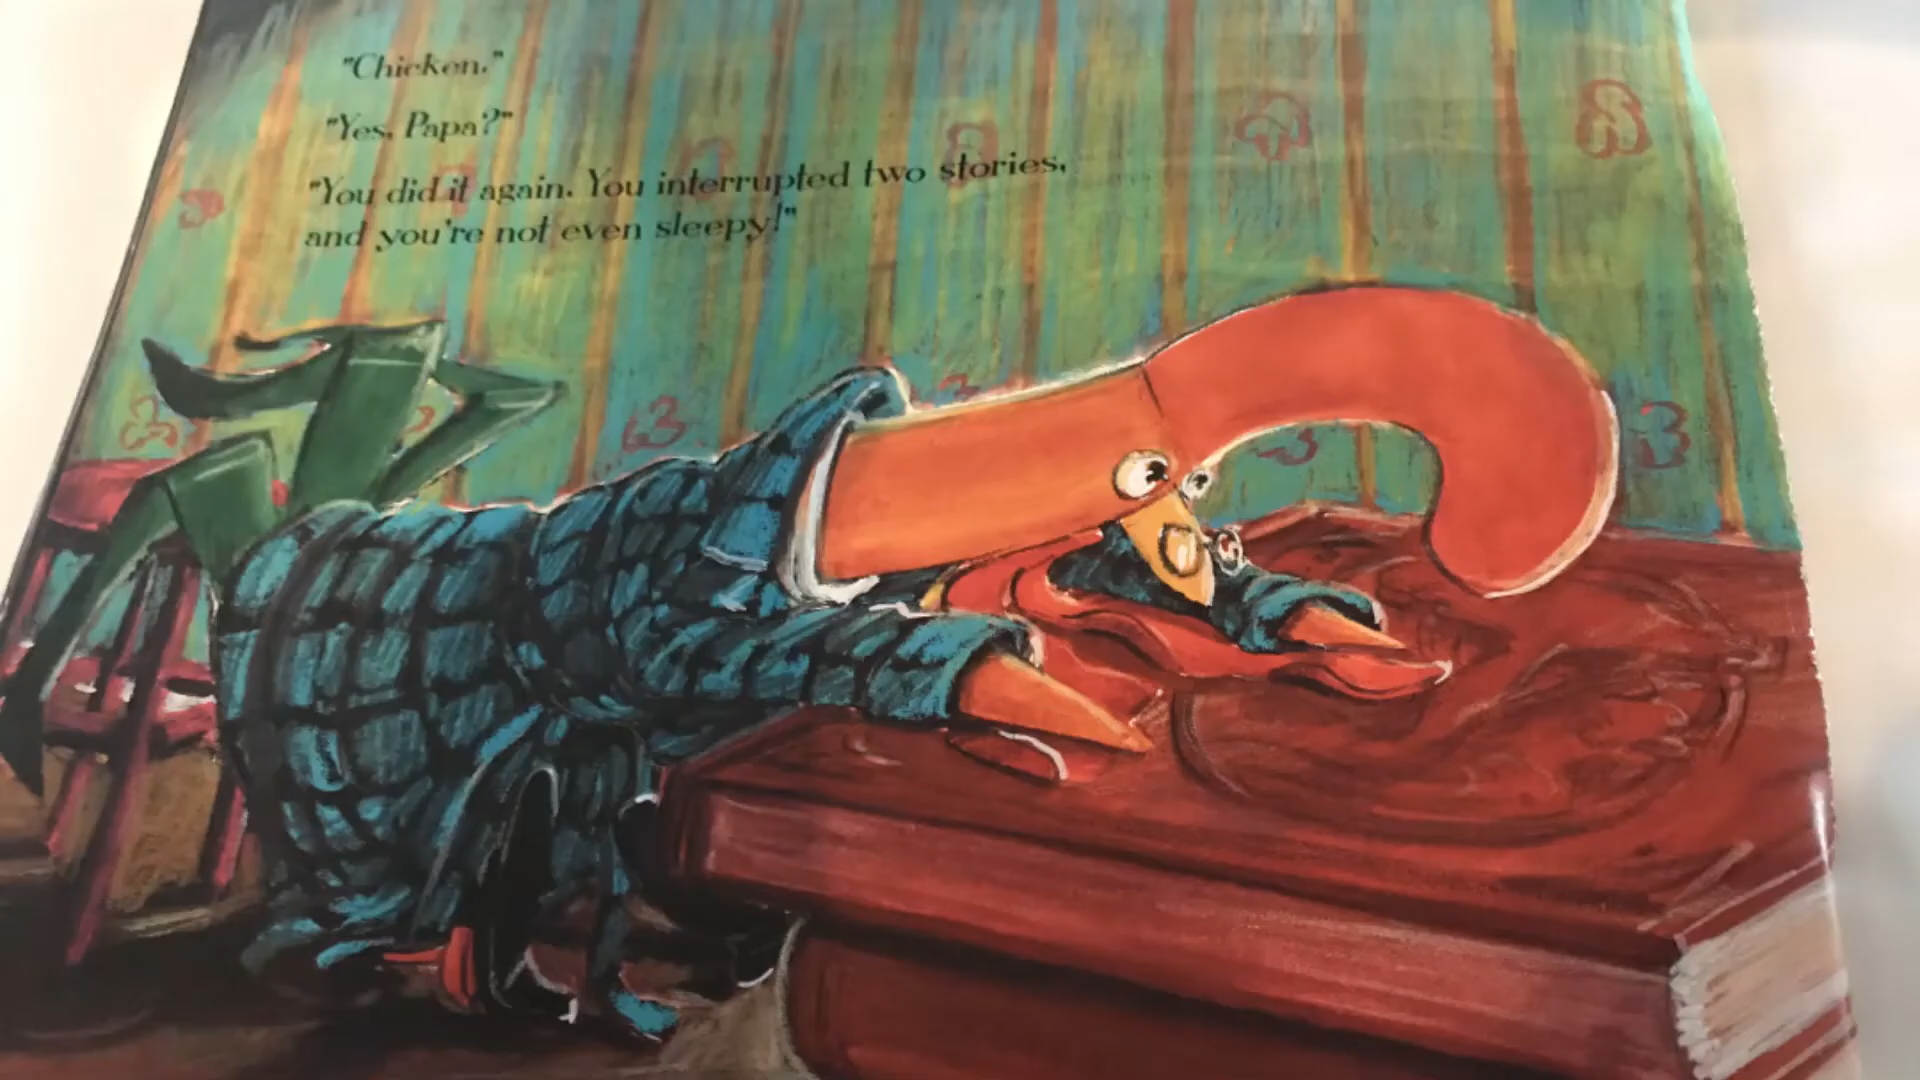 "Chicken."
"Yes, Papa?"
"You did it again. You interrupted two stories,
and you're not even sleepy!"